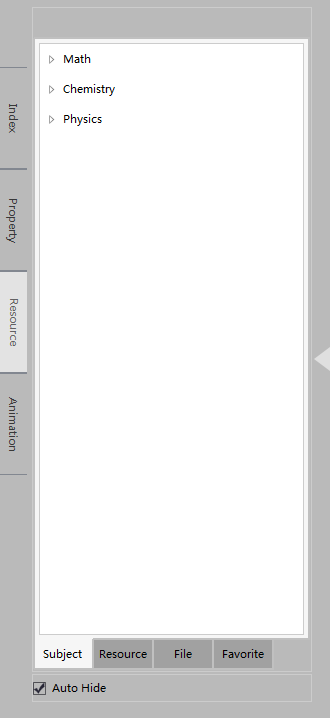 Index
Property
Resource
Animation
Math
Chemistry
Physics
Subject Resource File Favorite
Auto Hide